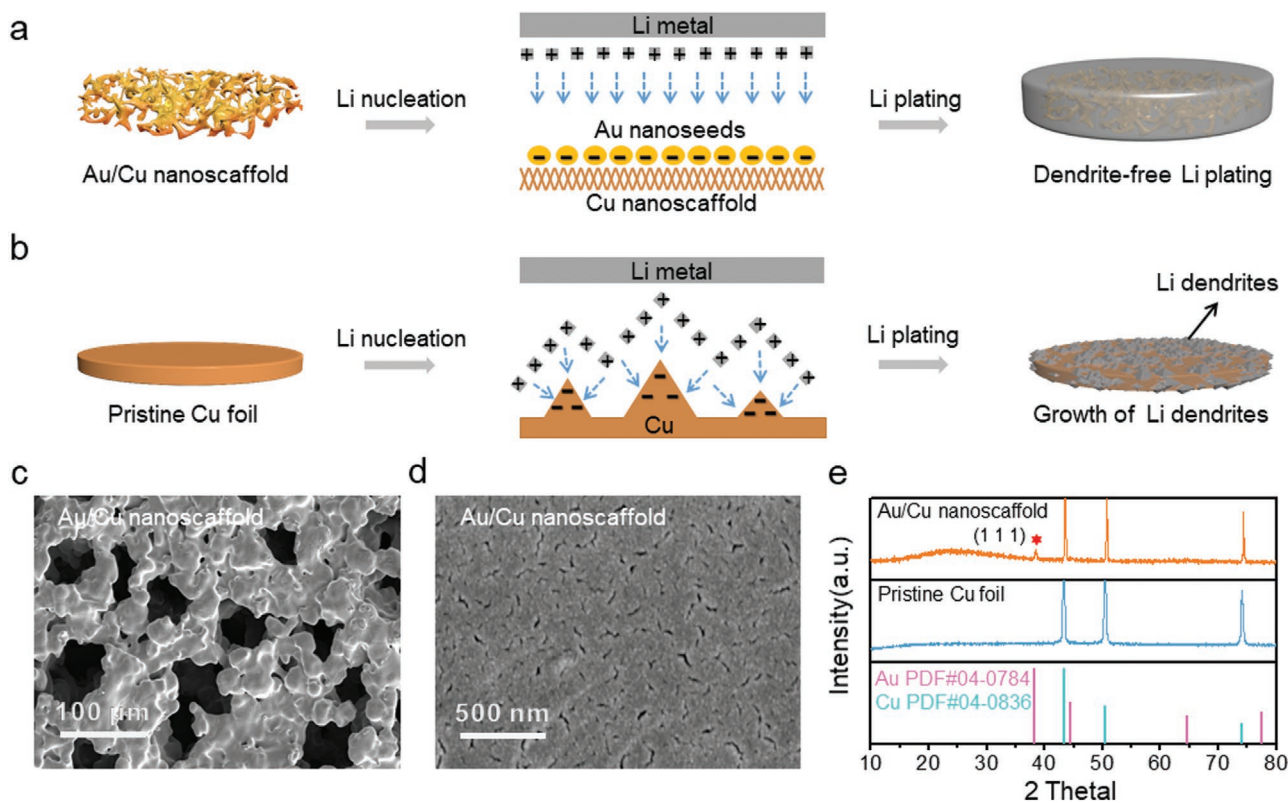 a
Au/Cu nanoscaffold
Li nucleation
Li metal
+ + + + + + + + + + +
Au nanoseeds
- - - - - - - - - - -
Cu nanoscaffold
Li plating
Dendrite-free Li plating
b
Pristine Cu foil
Li nucleation
Li metal
Cu
Li plating
Li dendrites
Growth of Li dendrites
c
Au/Cu nanoscaffold
100 μm
d
Au/Cu nanoscaffold
500 nm
e
Au/Cu nanoscaffold
(1 1 1)
Pristine Cu foil
Au PDF#04-0784
Cu PDF#04-0836
Intensity(a.u.)
10 20 30 40 50 60 70 80
2 Thetal